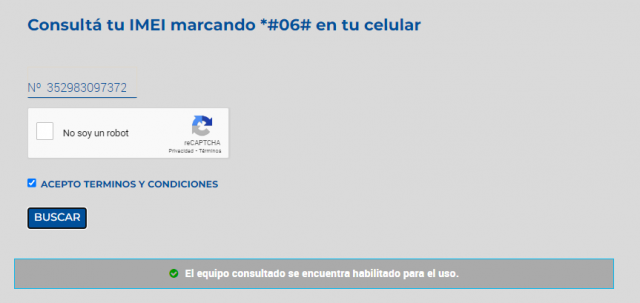 Consultá tu IMEI marcando *#06# en tu celular
Nº 352983097372
No soy un robot
reCAPTCHA
Privacidad - Términos
ACEPTO TERMINOS Y CONDICIONES
BUSCAR
El equipo consultado se encuentra habilitado para el uso.